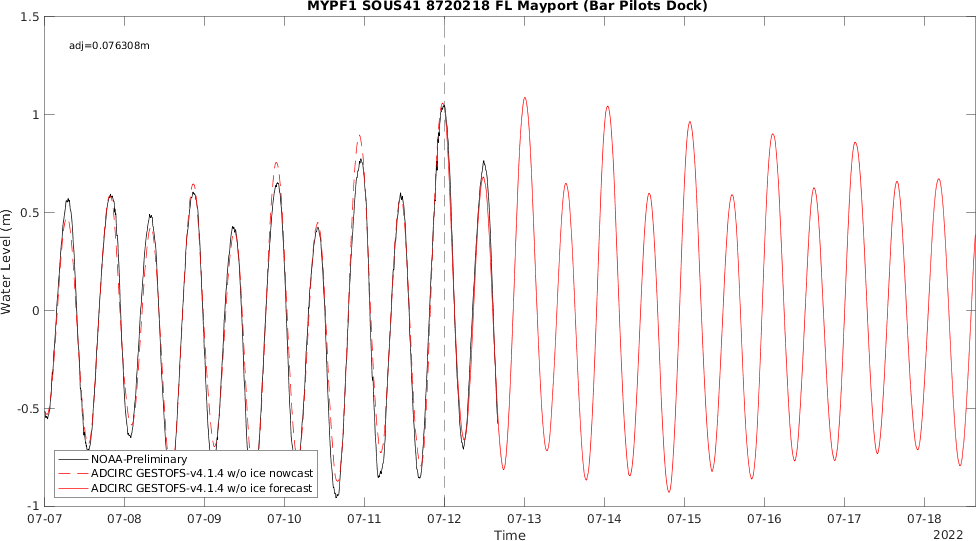 MYPF1 SOUS41 8720218 FL Mayport (Bar Pilots Dock)
1.5
adj=0.076308m
1
0.5
0
-0.5
-1
Water Level (m)
NOAA-Preliminary
ADCIRC GESTOFS-v4.1.4 w/o ice nowcast
ADCIRC GESTOFS-v4.1.4 w/o ice forecast
07-07 07-08 07-09 07-10 07-11 07-12 07-13 07-14 07-15 07-16 07-17 07-18
Time
2022